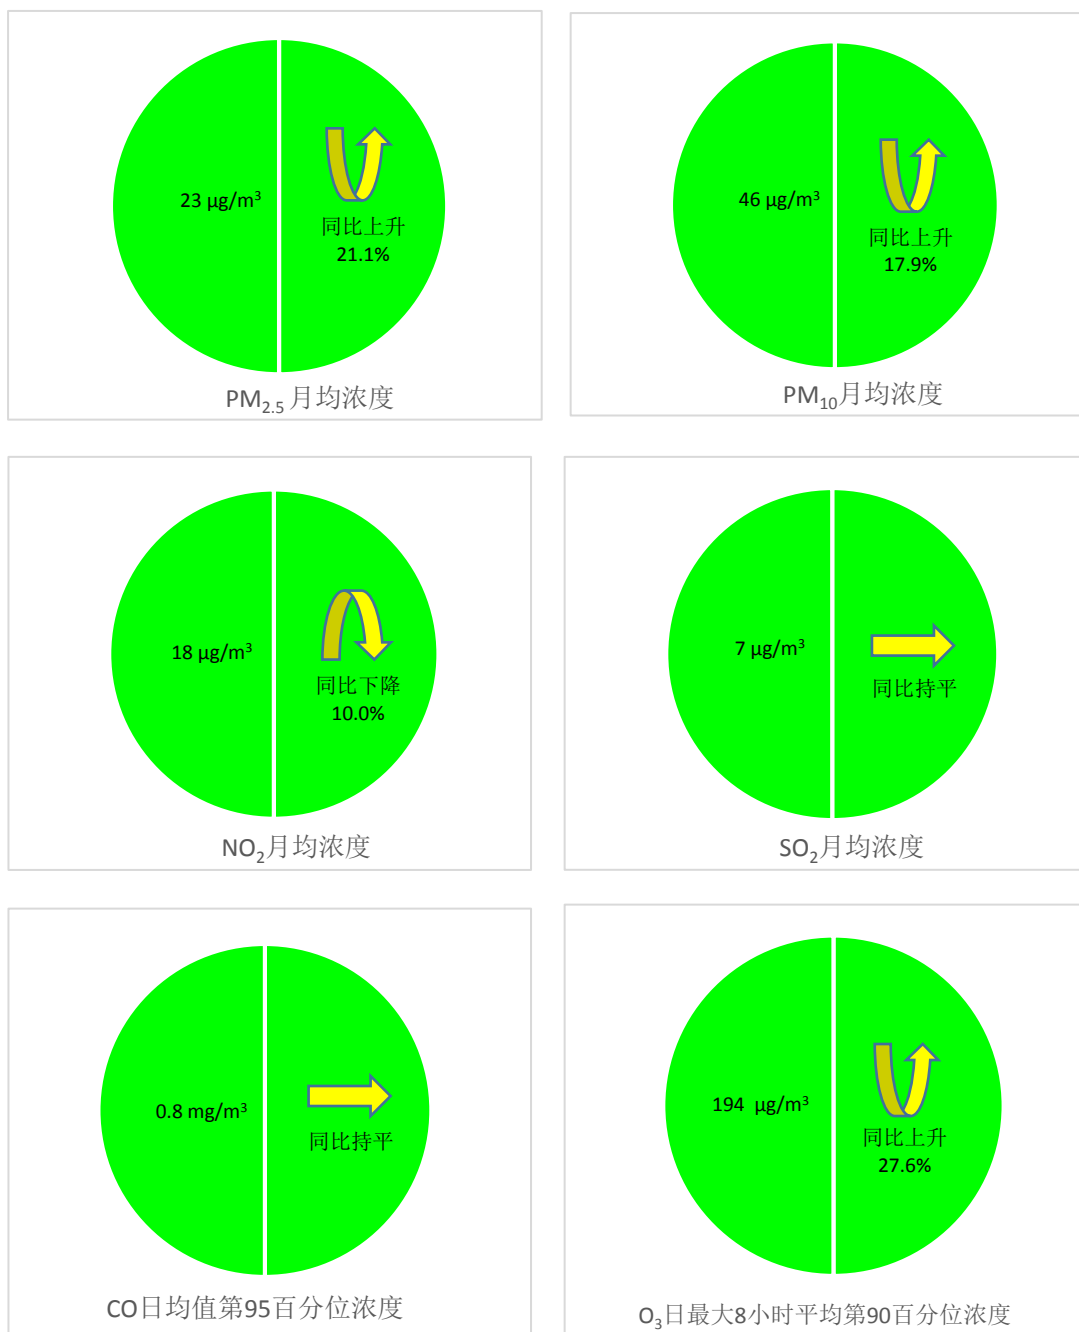 23 μg/m³
同比上升
21.1%
PM₂.₅ 月均浓度
46 μg/m³
同比上升
17.9%
PM₁₀月均浓度
18 μg/m³
同比下降
10.0%
NO₂月均浓度
7 μg/m³
同比持平
SO₂月均浓度
0.8 mg/m³
同比持平
CO日均值第95百分位浓度
194 μg/m³
同比上升
27.6%
O₃日最大8小时平均第90百分位浓度